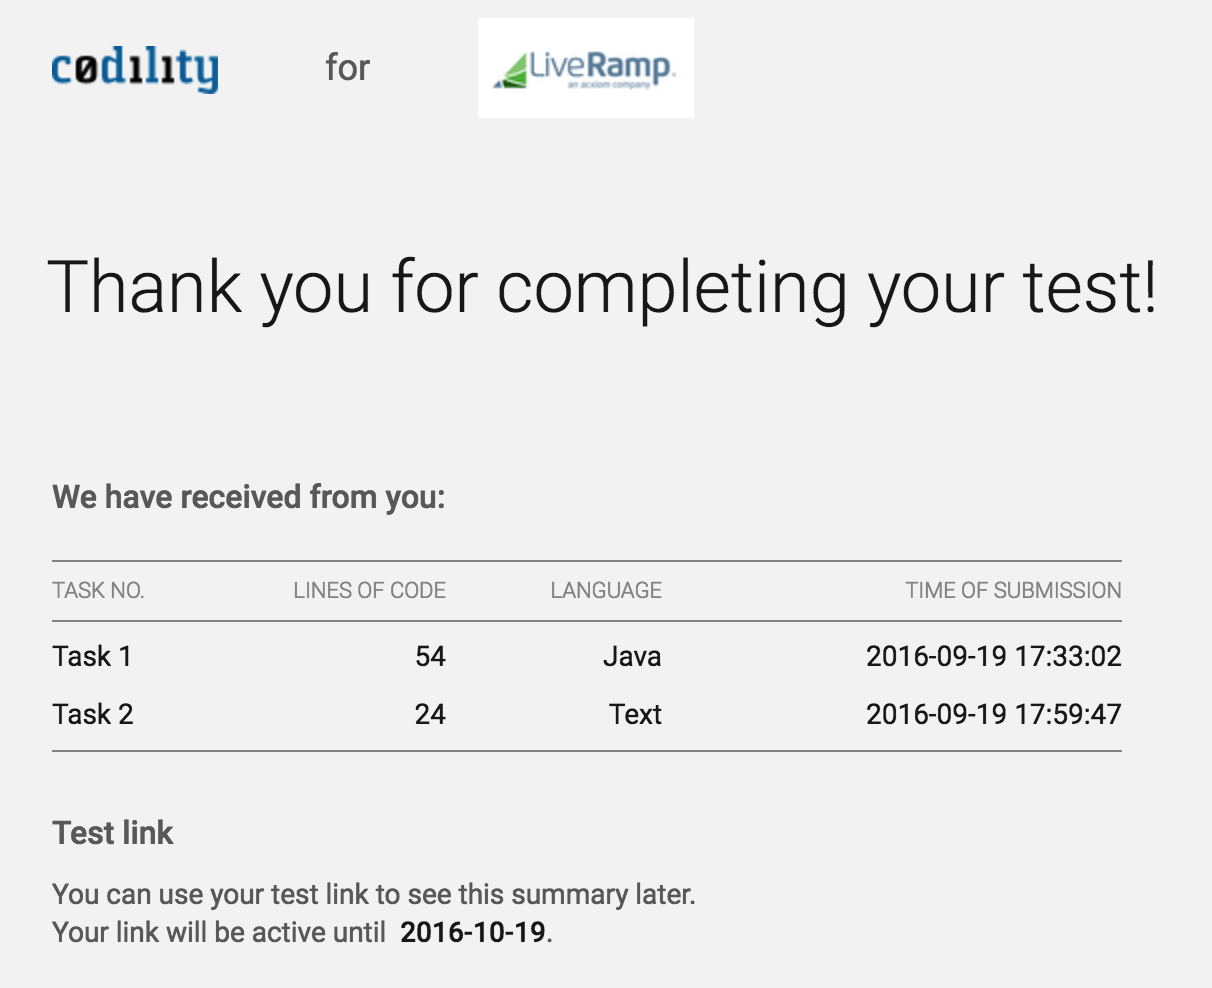 cødılıty for LiveRamp.
an acxiom company
Thank you for completing your test!
We have received from you:
TASK NO. LINES OF CODE LANGUAGE TIME OF SUBMISSION
Task 1 54 Java 2016-09-19 17:33:02
Task 2 24 Text 2016-09-19 17:59:47
Test link
You can use your test link to see this summary later.
Your link will be active until 2016-10-19.